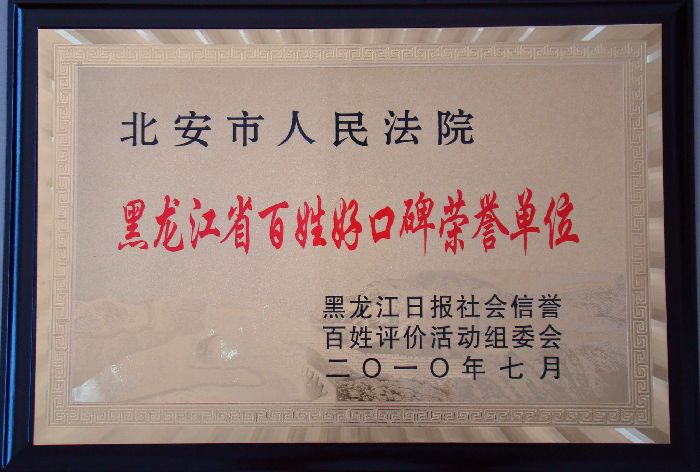 北安市人民法院
黑龙江省百姓好口碑荣誉单位
黑龙江日报社会信誉
百姓评价活动组委会
二〇一〇年七月